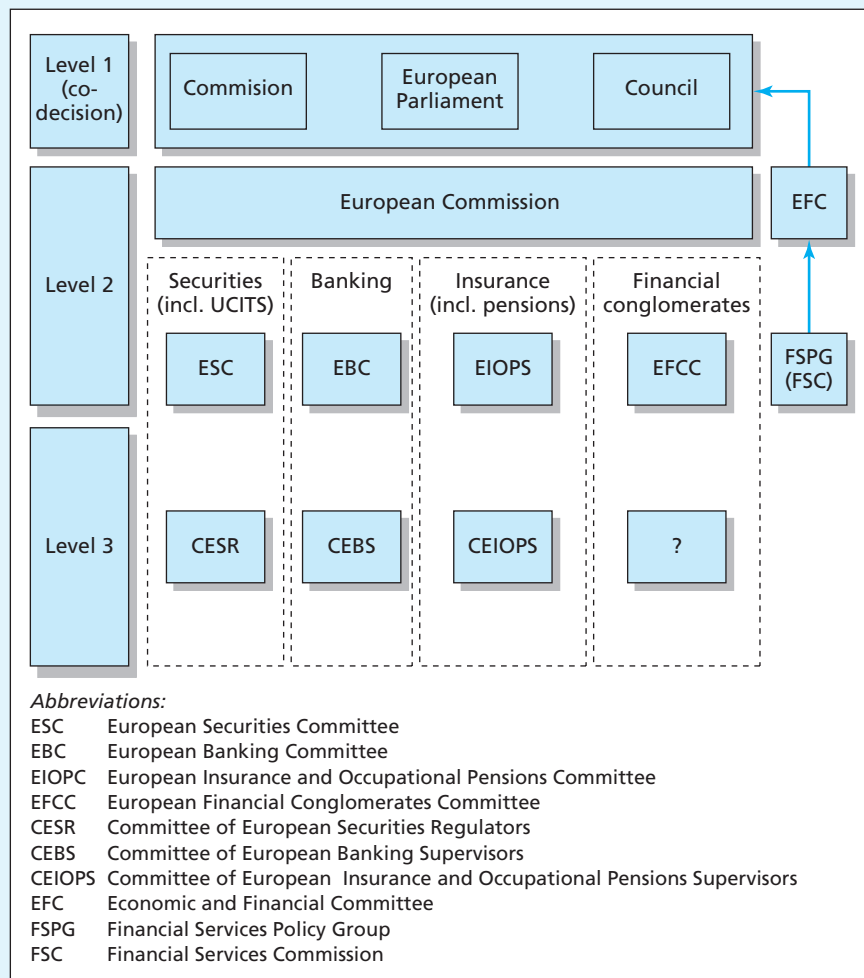 Level 1
(co-
decision)
Commision
European
Parliament
Council
Level 2
European Commission
EFC
Securities
(incl. UCITS)
Banking
Insurance
(incl. pensions)
Financial
conglomerates
ESC
EBC
EIOPS
EFCC
FSPG
(FSC)
Level 3
CESR
CEBS
CEIOPS
?
Abbreviations:
ESC European Securities Committee
EBC European Banking Committee
EIOPC European Insurance and Occupational Pensions Committee
EFCC European Financial Conglomerates Committee
CESR Committee of European Securities Regulators
CEBS Committee of European Banking Supervisors
CEIOPS Committee of European Insurance and Occupational Pensions Supervisors
EFC Economic and Financial Committee
FSPG Financial Services Policy Group
FSC Financial Services Commission